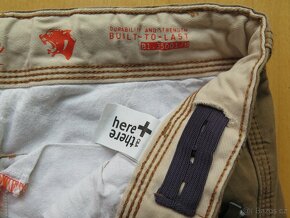 DURABILITY AND STRENGTH
BUILT-TO-LAST
here
+
there